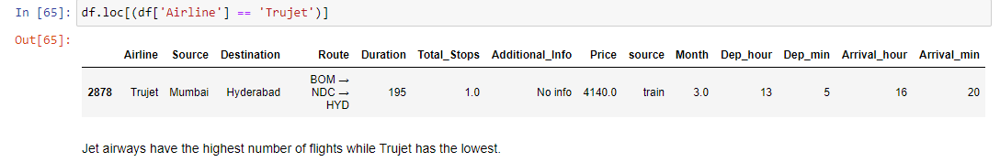 In [65]: df.loc[(df['Airline'] == 'Trujet')]
Out[65]:
Airline Source Destination Route Duration Total_Stops Additional_Info Price source Month Dep_hour Dep_min Arrival_hour Arrival_min
2878 Trujet Mumbai Hyderabad BOM → NDC → HYD 195 1.0 No info 4140.0 train 3.0 13 5 16 20
Jet airways have the highest number of flights while Trujet has the lowest.